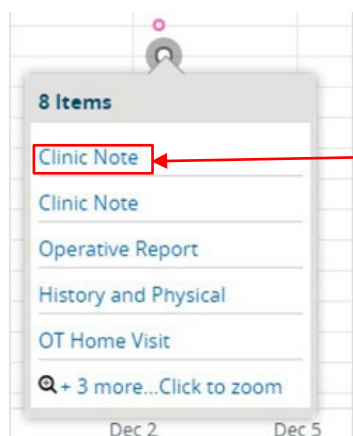 8 Items
Clinic Note
Clinic Note
Operative Report
History and Physical
OT Home Visit
+ 3 more...Click to zoom
Dec 2 Dec 5